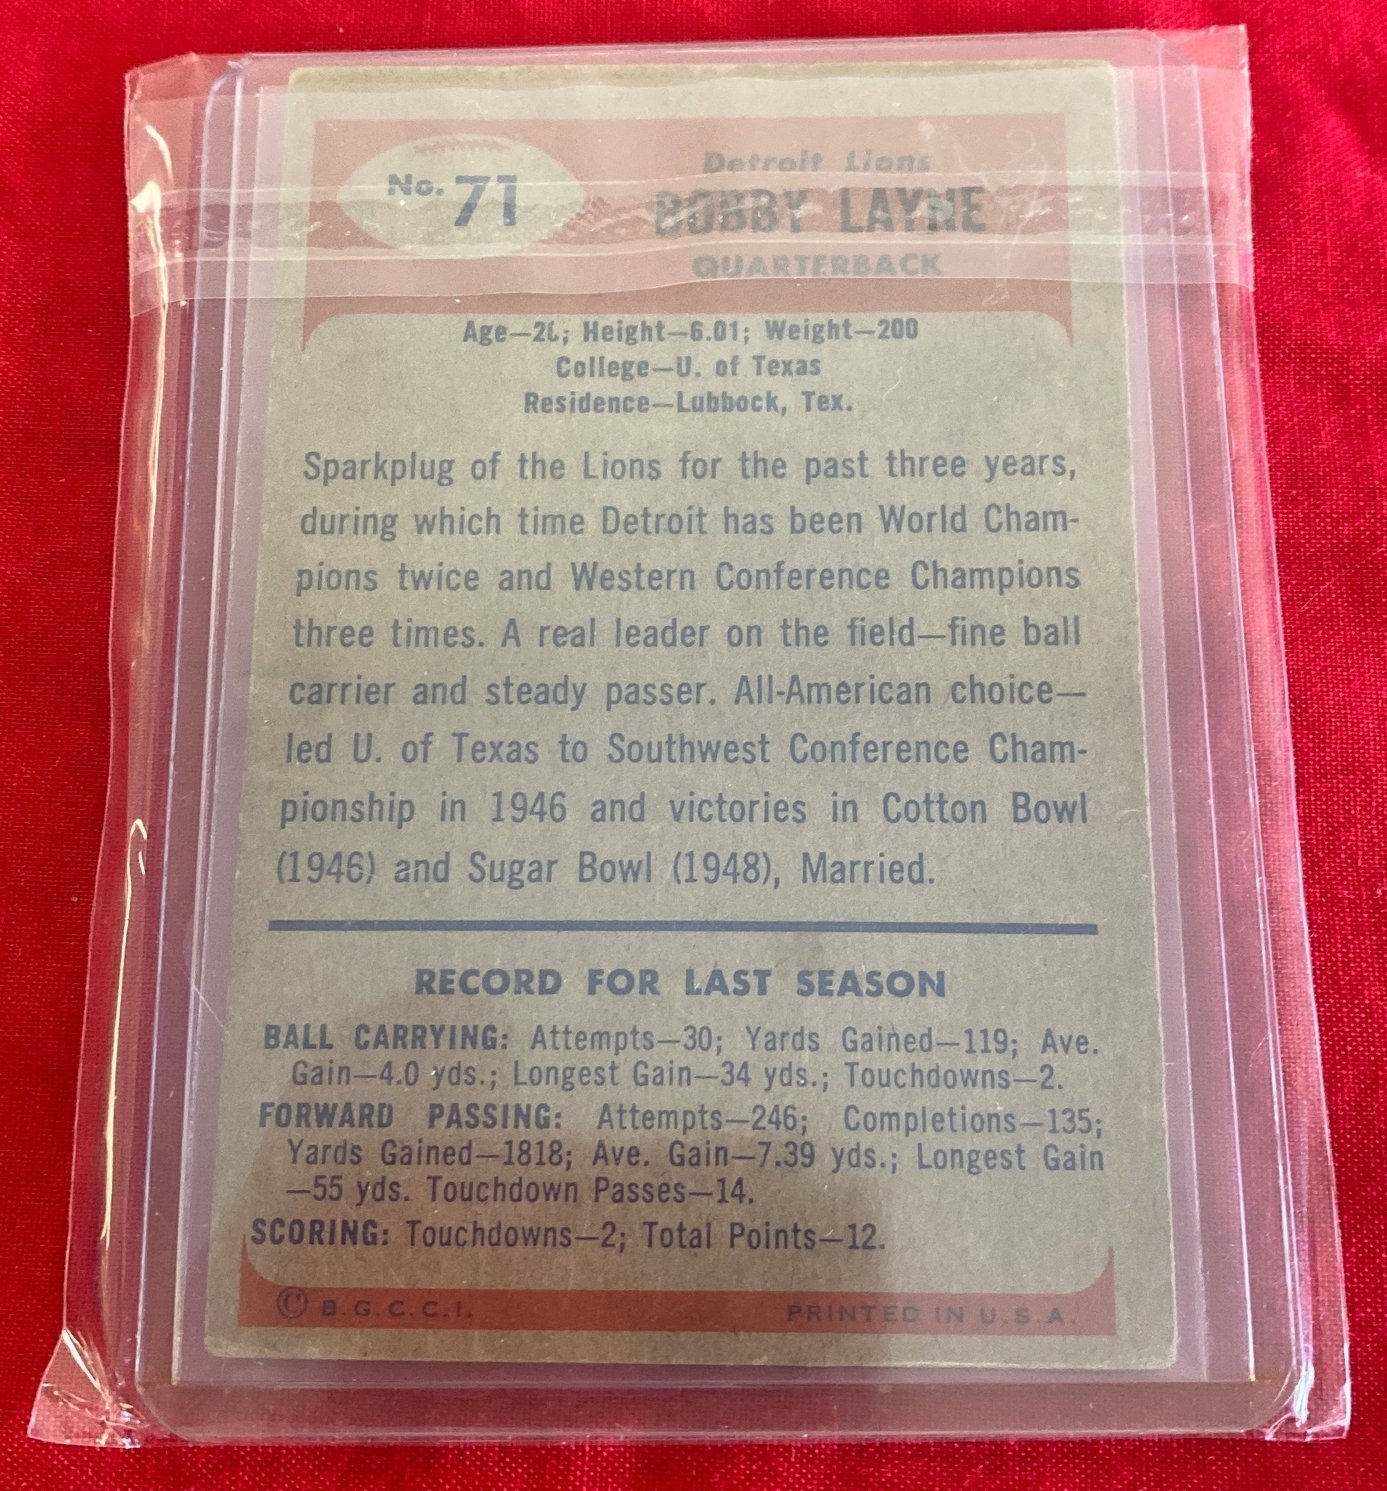 No. 71
Detroit Lions
BOBBY LAYNE
QUARTERBACK
Age—26; Height—6.01; Weight—200
College—U. of Texas
Residence—Lubbock, Tex.
Sparkplug of the Lions for the past three years,
during which time Detroit has been World Cham-
pions twice and Western Conference Champions
three times. A real leader on the field—fine ball
carrier and steady passer. All-American choice—
led U. of Texas to Southwest Conference Cham-
pionship in 1946 and victories in Cotton Bowl
(1946) and Sugar Bowl (1948), Married.
RECORD FOR LAST SEASON
BALL CARRYING: Attempts—30; Yards Gained—119; Ave.
Gain—4.0 yds.; Longest Gain—34 yds.; Touchdowns—2.
FORWARD PASSING: Attempts—246; Completions—135;
Yards Gained—1818; Ave. Gain—7.39 yds.; Longest Gain
—55 yds. Touchdown Passes—14.
SCORING: Touchdowns—2; Total Points—12.
© B.G.C.C.I. PRINTED IN U.S.A.